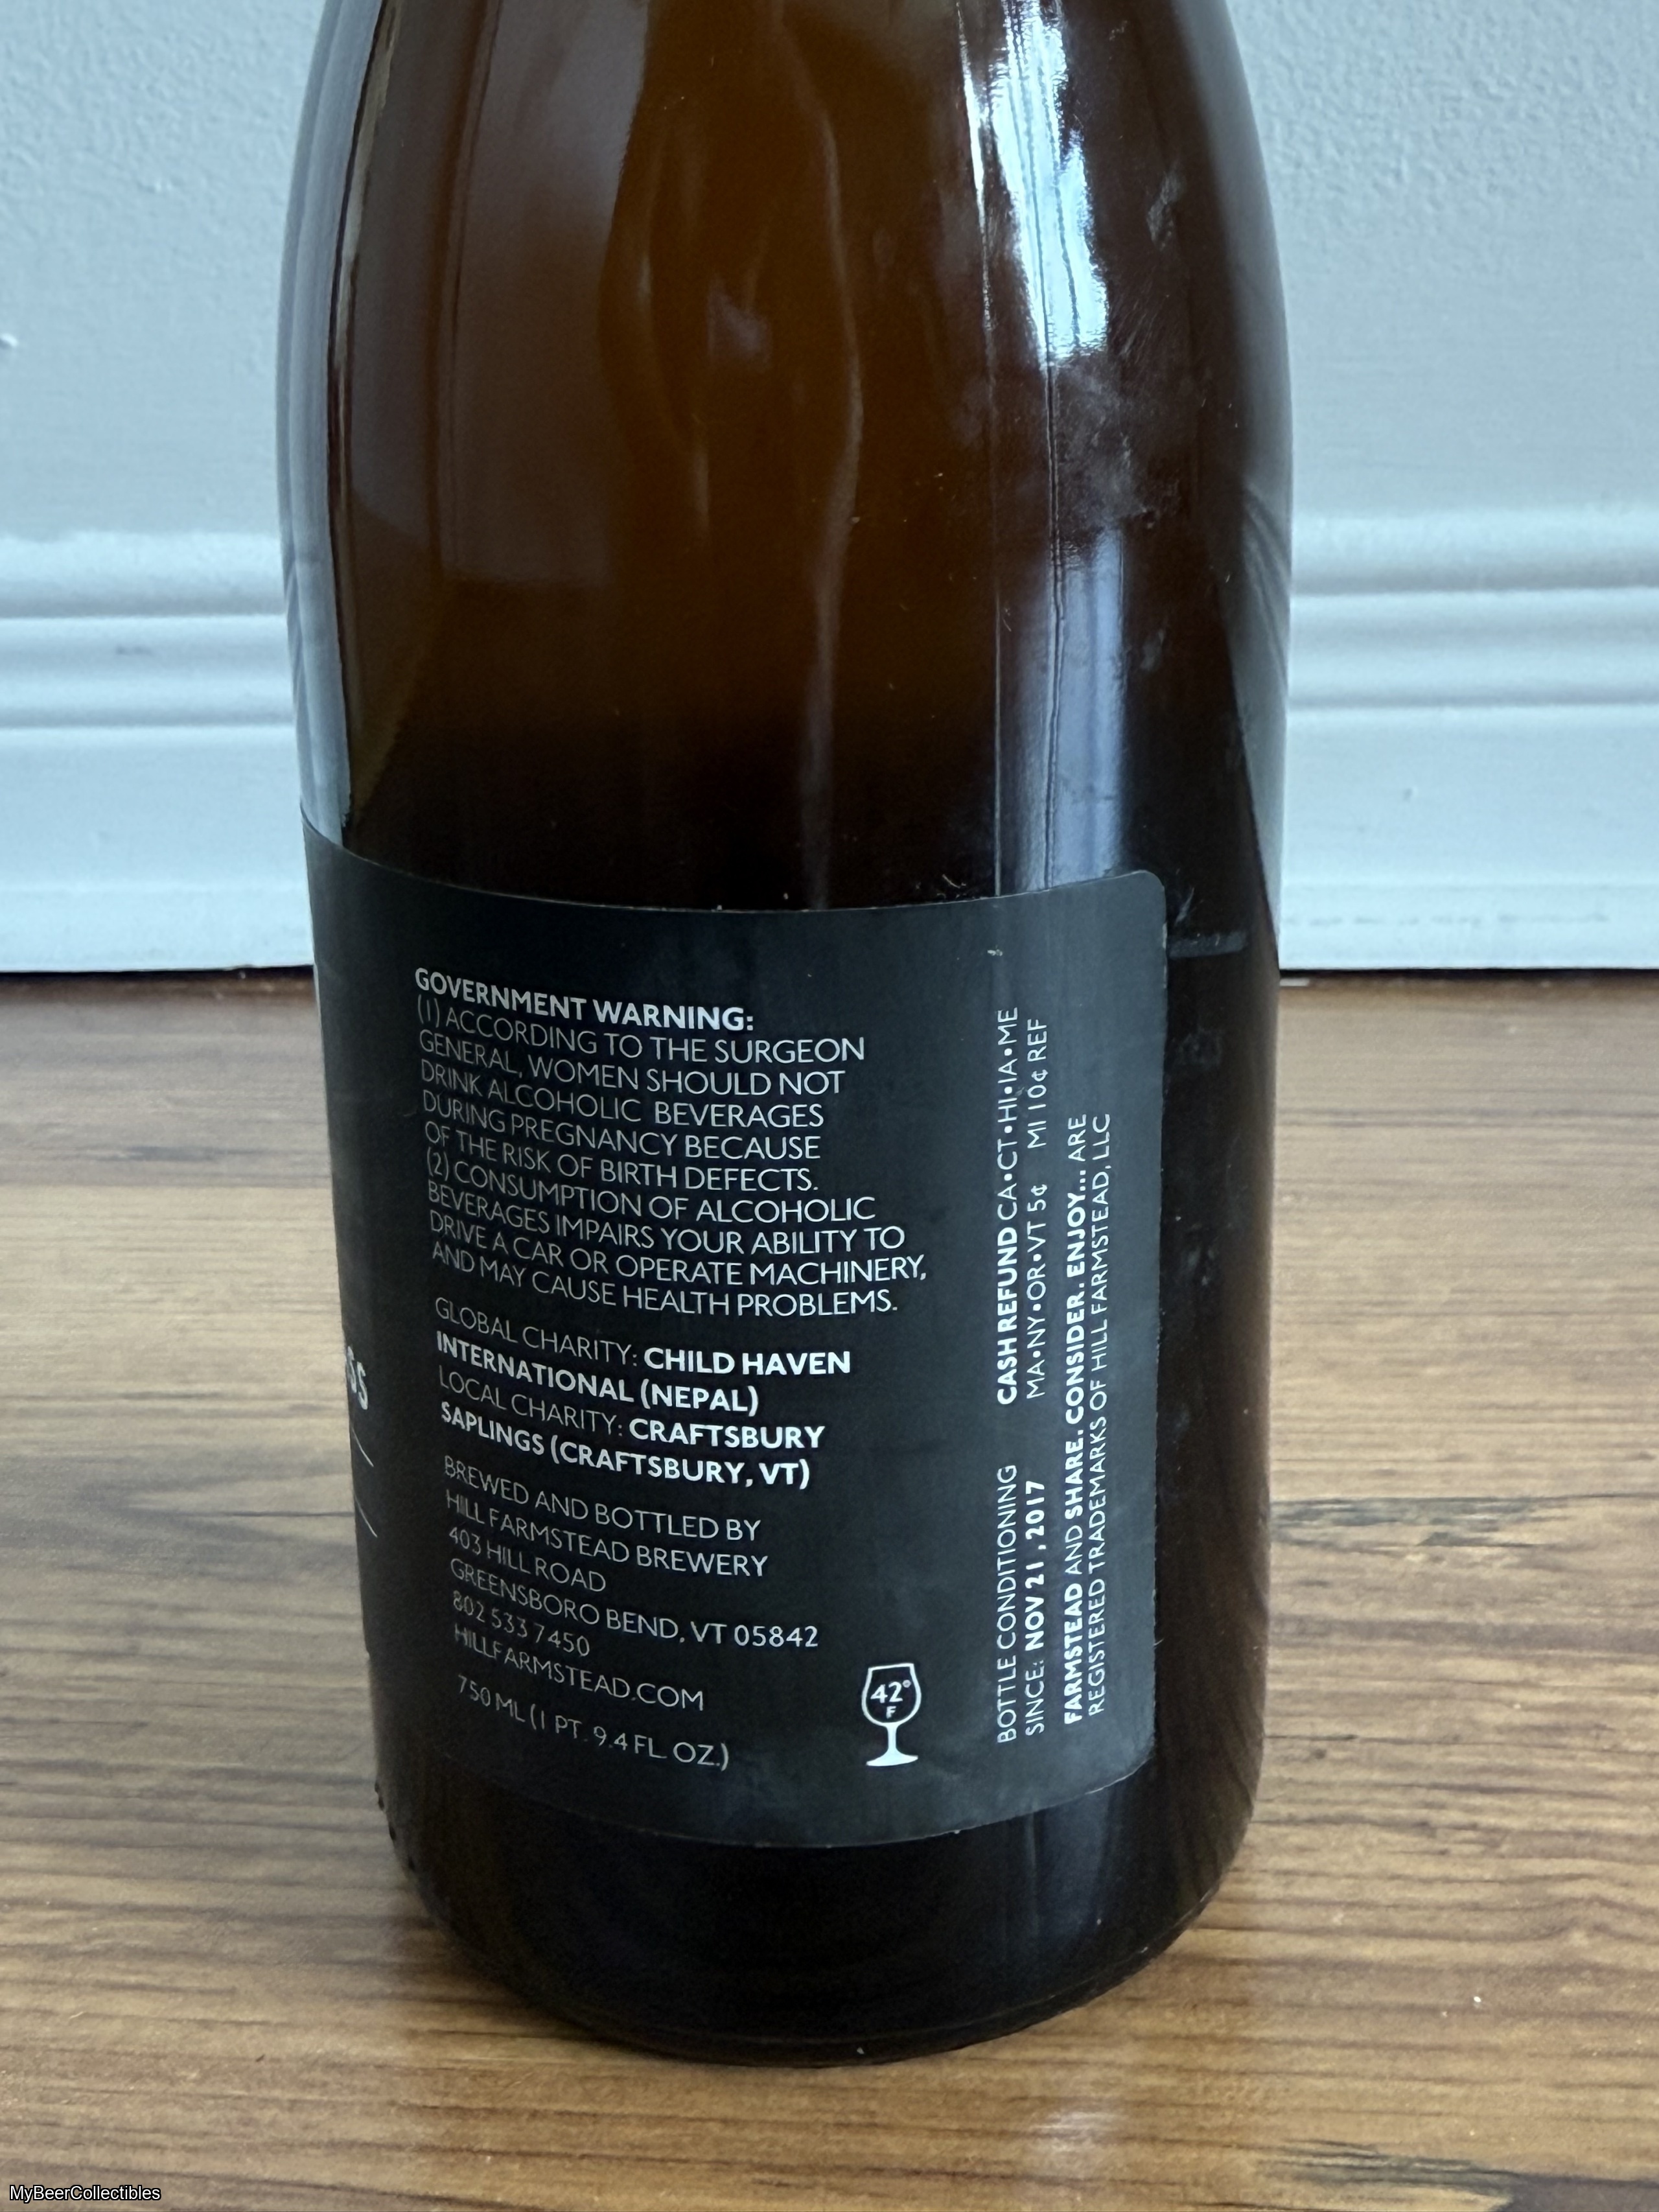 GOVERNMENT WARNING:
(1) ACCORDING TO THE SURGEON
GENERAL, WOMEN SHOULD NOT
DRINK ALCOHOLIC BEVERAGES
DURING PREGNANCY BECAUSE
OF THE RISK OF BIRTH DEFECTS.
(2) CONSUMPTION OF ALCOHOLIC
BEVERAGES IMPAIRS YOUR ABILITY TO
DRIVE A CAR OR OPERATE MACHINERY,
AND MAY CAUSE HEALTH PROBLEMS.
GLOBAL CHARITY: CHILD HAVEN
INTERNATIONAL (NEPAL)
LOCAL CHARITY: CRAFTSBURY
SAPLINGS (CRAFTSBURY, VT)
BREWED AND BOTTLED BY
HILL FARMSTEAD BREWERY
403 HILL ROAD
GREENSBORO BEND, VT 05842
802 533 7450
HILLFARMSTEAD.COM
750 ML (1 PT. 9.4 FL. OZ.)
42°
F
BOTTLE CONDITIONING
SINCE: NOV 21, 2017
CASH REFUND CA•CT•HI•IA•ME
MA•NY•OR•VT 5¢ MI 10¢ REF
FARMSTEAD AND SHARE. CONSIDER. ENJOY... ARE
REGISTERED TRADEMARKS OF HILL FARMSTEAD, LLC
MyBeerCollectibles